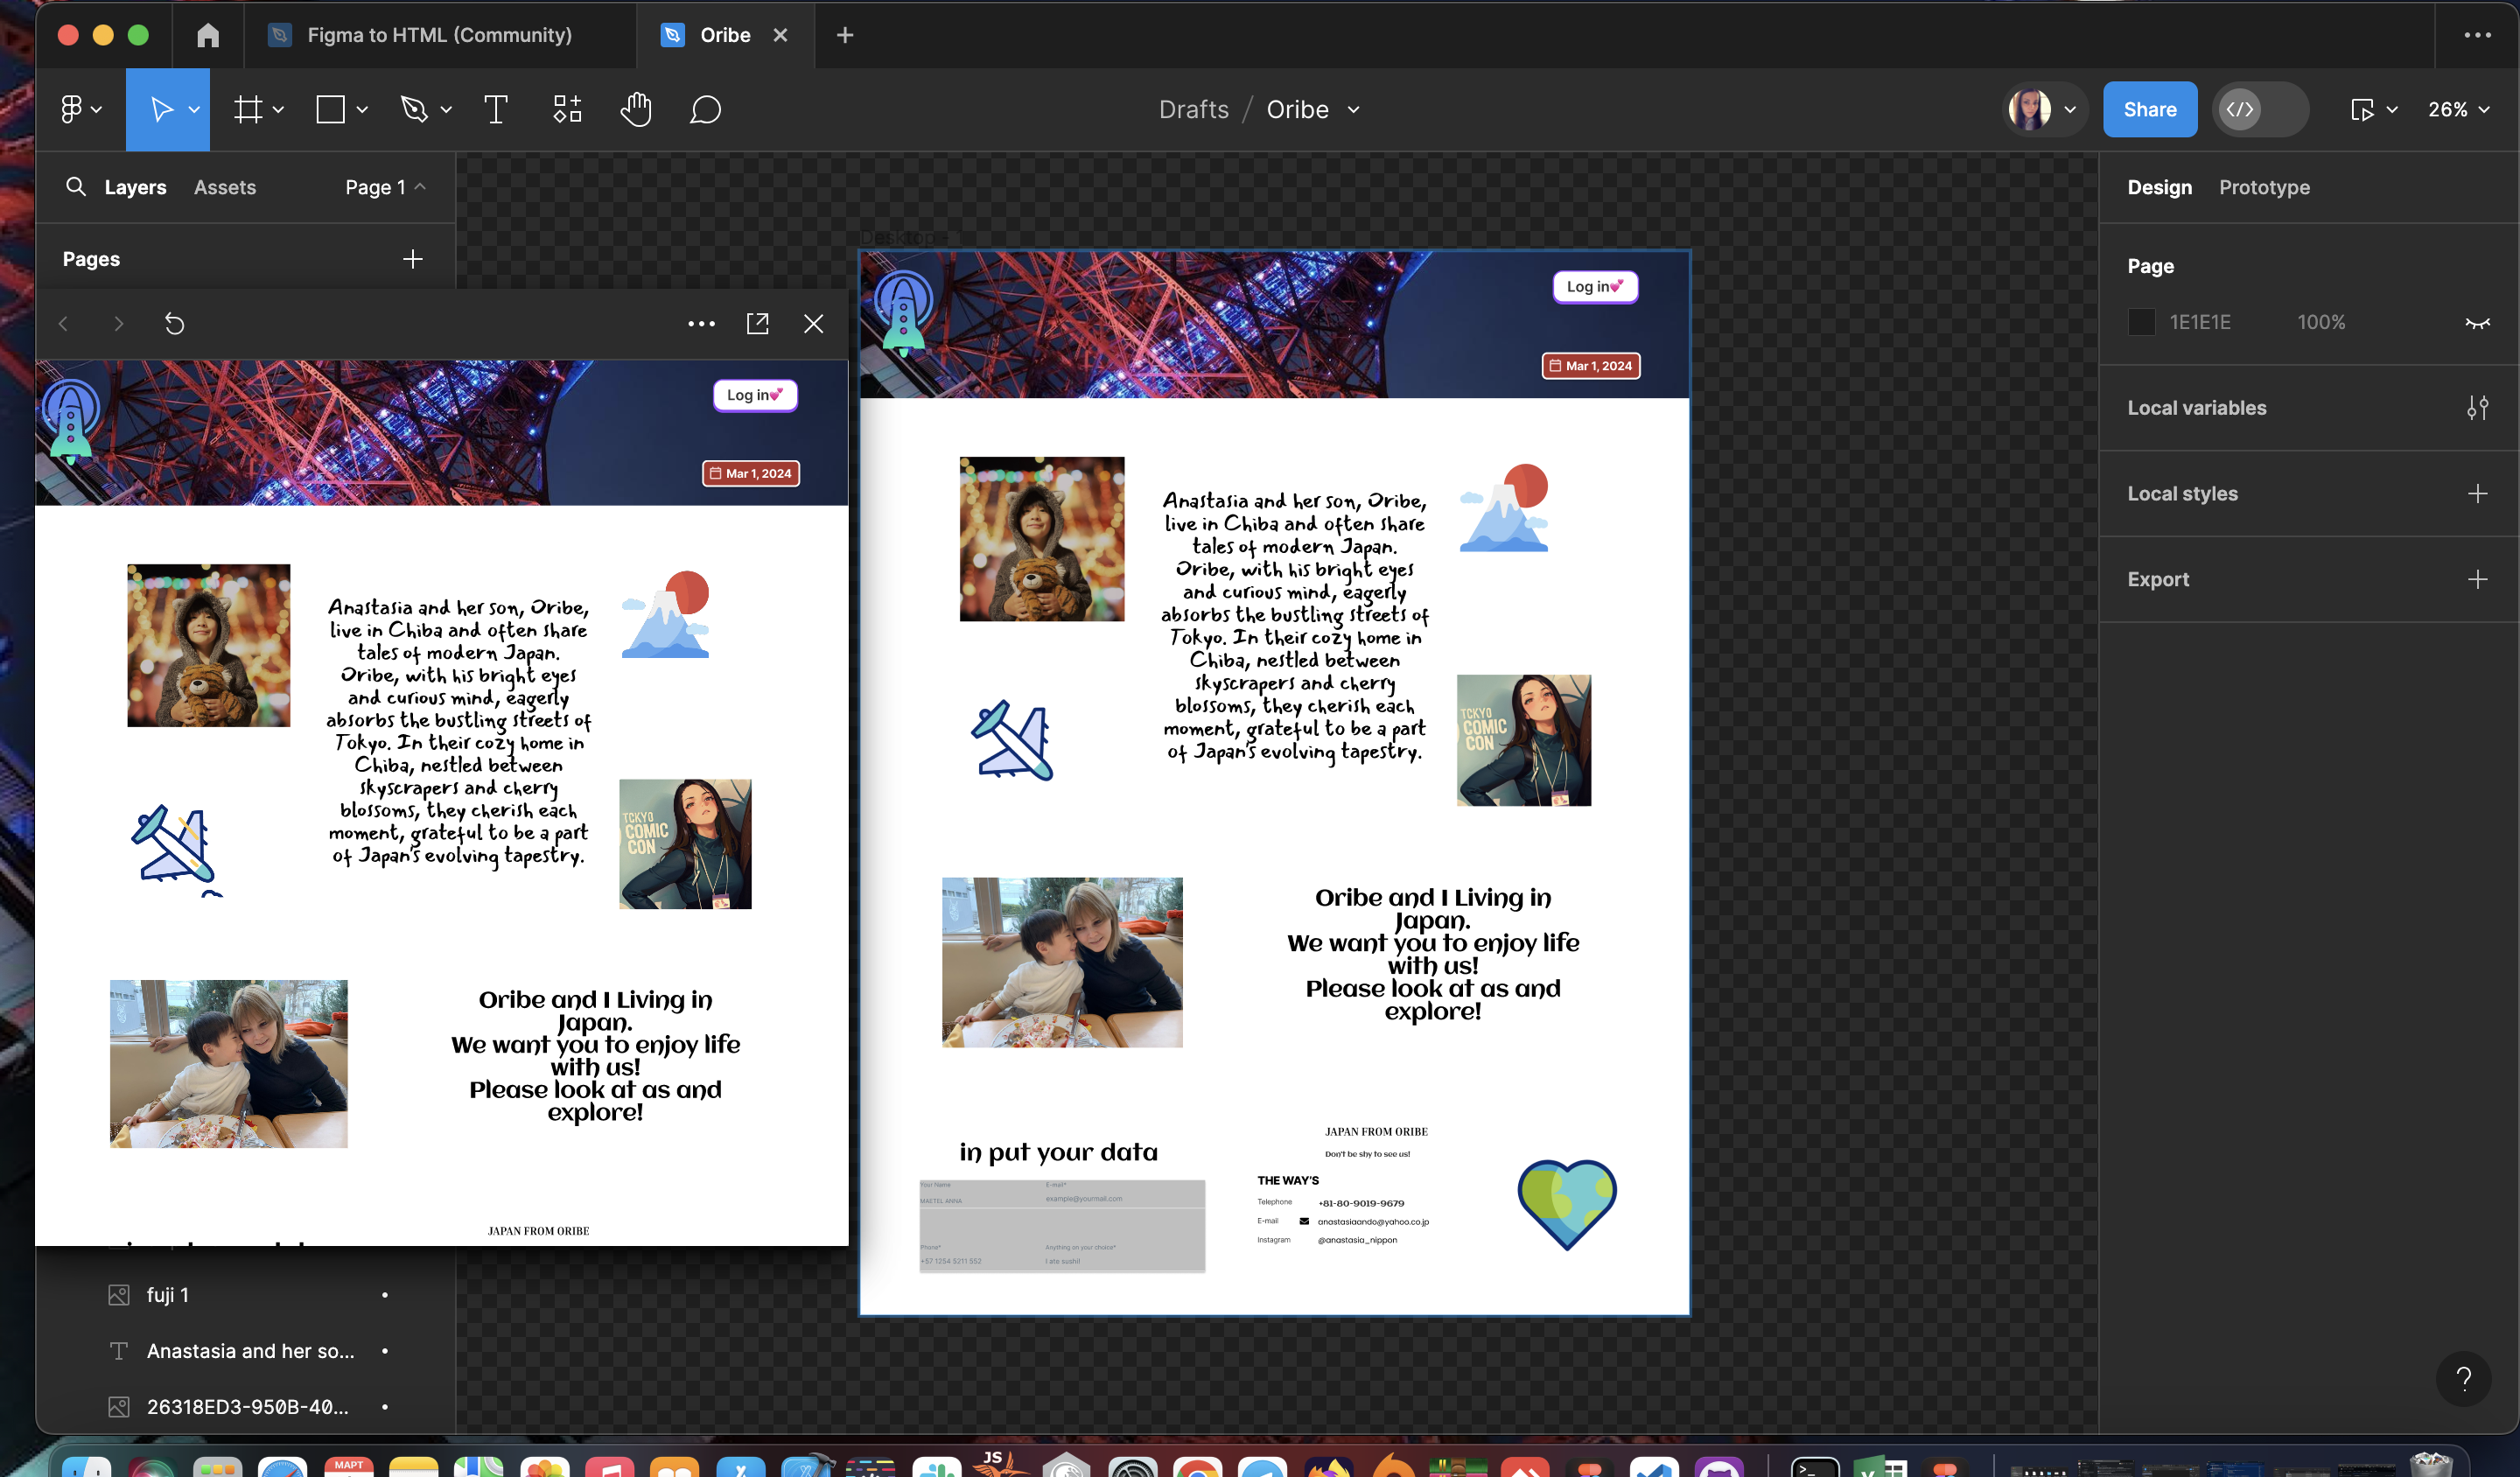 Figma to HTML (Community)
Oribe
Drafts / Oribe
Share
26%
Layers
Assets
Page 1
Pages
Design
Prototype
Page
1E1E1E
100%
Local variables
Local styles
Export
Log in💕
Mar 1, 2024
Anastasia and her son, Oribe,
live in Chiba and often share
tales of modern Japan.
Oribe, with his bright eyes
and curious mind, eagerly
absorbs the bustling streets of
Tokyo. In their cozy home in
Chiba, nestled between
skyscrapers and cherry
blossoms, they cherish each
moment, grateful to be a part
of Japan's evolving tapestry.
TCKYO
COMIC
CON
Oribe and I Living in
Japan.
We want you to enjoy life
with us!
Please look at as and
explore!
JAPAN FROM ORIBE
fuji 1
Anastasia and her so...
26318ED3-950B-40...
Desktop - 1
Log in💕
Mar 1, 2024
Anastasia and her son, Oribe,
live in Chiba and often share
tales of modern Japan.
Oribe, with his bright eyes
and curious mind, eagerly
absorbs the bustling streets of
Tokyo. In their cozy home in
Chiba, nestled between
skyscrapers and cherry
blossoms, they cherish each
moment, grateful to be a part
of Japan's evolving tapestry.
TCKYO
COMIC
CON
Oribe and I Living in
Japan.
We want you to enjoy life
with us!
Please look at as and
explore!
in put your data
Your Name
E-mail*
MAETEL ANNA
example@yourmail.com
Phone*
Anything on your choice*
+57 1254 5211 552
I ate sushi!
JAPAN FROM ORIBE
Don't be shy to see us!
THE WAY'S
Telephone
+81-80-9019-9679
E-mail
anastasiaando@yahoo.co.jp
Instagram
@anastasia_nippon
?
МАРТ
JS